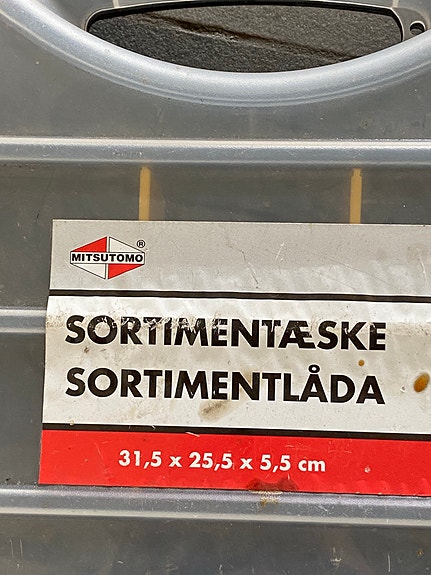 MITSUTOMO ®
SORTIMENTÆSKE
SORTIMENTLÅDA
31,5 x 25,5 x 5,5 cm